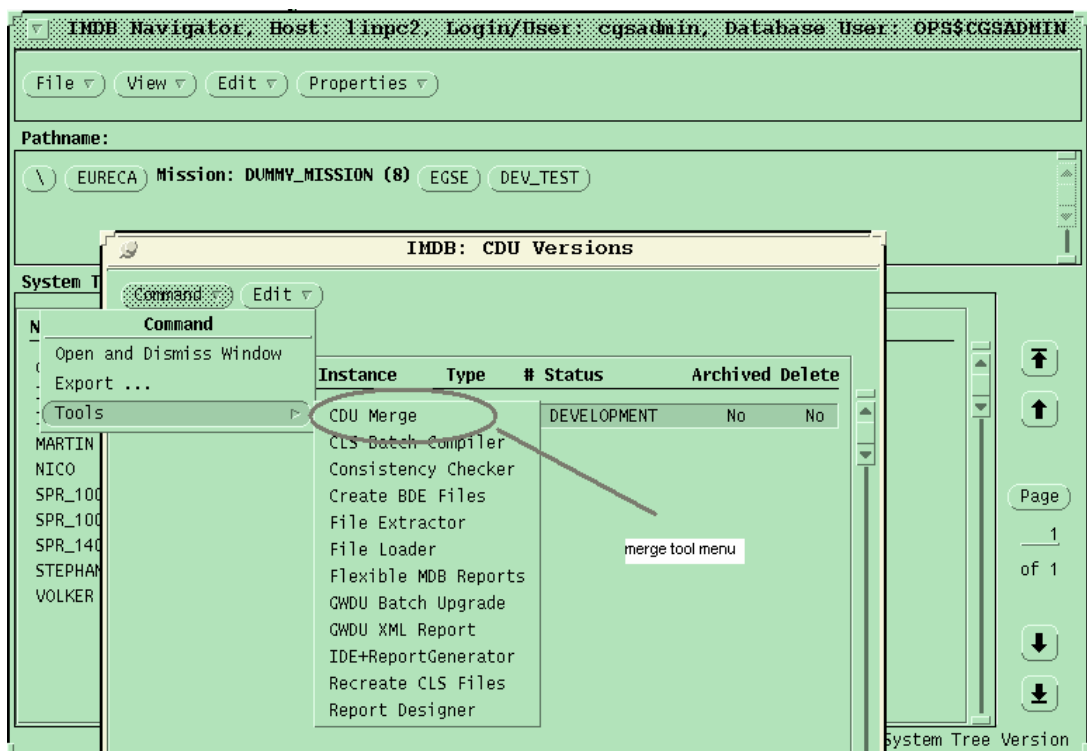 IMDB Navigator, Host: linpc2, Login/User: cgsadmin, Database User: OPS$CGSADMIN
File View Edit Properties
Pathname:
\ EURECA Mission: DUMMY_MISSION (8) EGSE DEV_TEST
IMDB: CDU Versions
System T
Command Edit
N
Command
Open and Dismiss Window
Export ...
Tools
Instance Type # Status Archived Delete
DEVELOPMENT No No
CDU Merge
CLS Batch Compiler
Consistency Checker
Create BDE Files
File Extractor
File Loader
Flexible MDB Reports
GWDU Batch Upgrade
GWDU XML Report
IDE+ReportGenerator
Recreate CLS Files
Report Designer
merge tool menu
MARTIN
NICO
SPR_100
SPR_100
SPR_140
STEPHAN
VOLKER
Page
1
of 1
System Tree Version